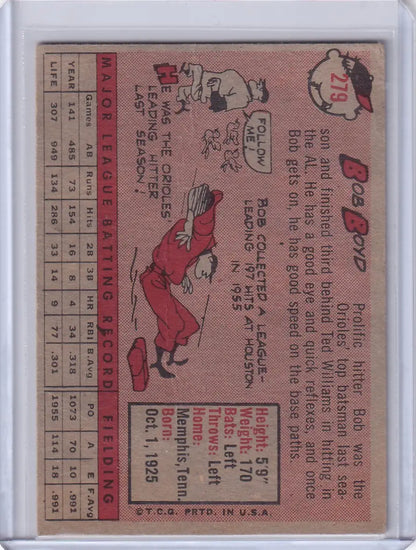 279
BOB BOYD
Prolific hitter Bob was the
Orioles' top batsman last sea-
son and finished third behind Ted Williams in hitting in
the AL. He has a good eye and quick reflexes, and once
Bob gets on, he has good speed on the base paths.
FOLLOW
ME!
HE WAS THE ORIOLES
LEADING HITTER
LAST SEASON!
BOB COLLECTED A LEAGUE-
LEADING 197 HITS AT HOUSTON
IN 1955
Height: 5'9"
Weight: 170
Bats: Left
Throws: Left
Home:
Memphis, Tenn.
Born:
Oct. 1, 1925
© T.C.G. PRTD. IN U.S.A.
MAJOR LEAGUE BATTING RECORD FIELDING
Games AB Runs Hits 2B 3B HR RBI B.Avg PO A E F.Avg
YEAR 141 485 73 154 16 8 4 34 .318 1073 70 10 .991
LIFE 307 949 134 286 33 14 9 77 .301 1955 114 18 .991